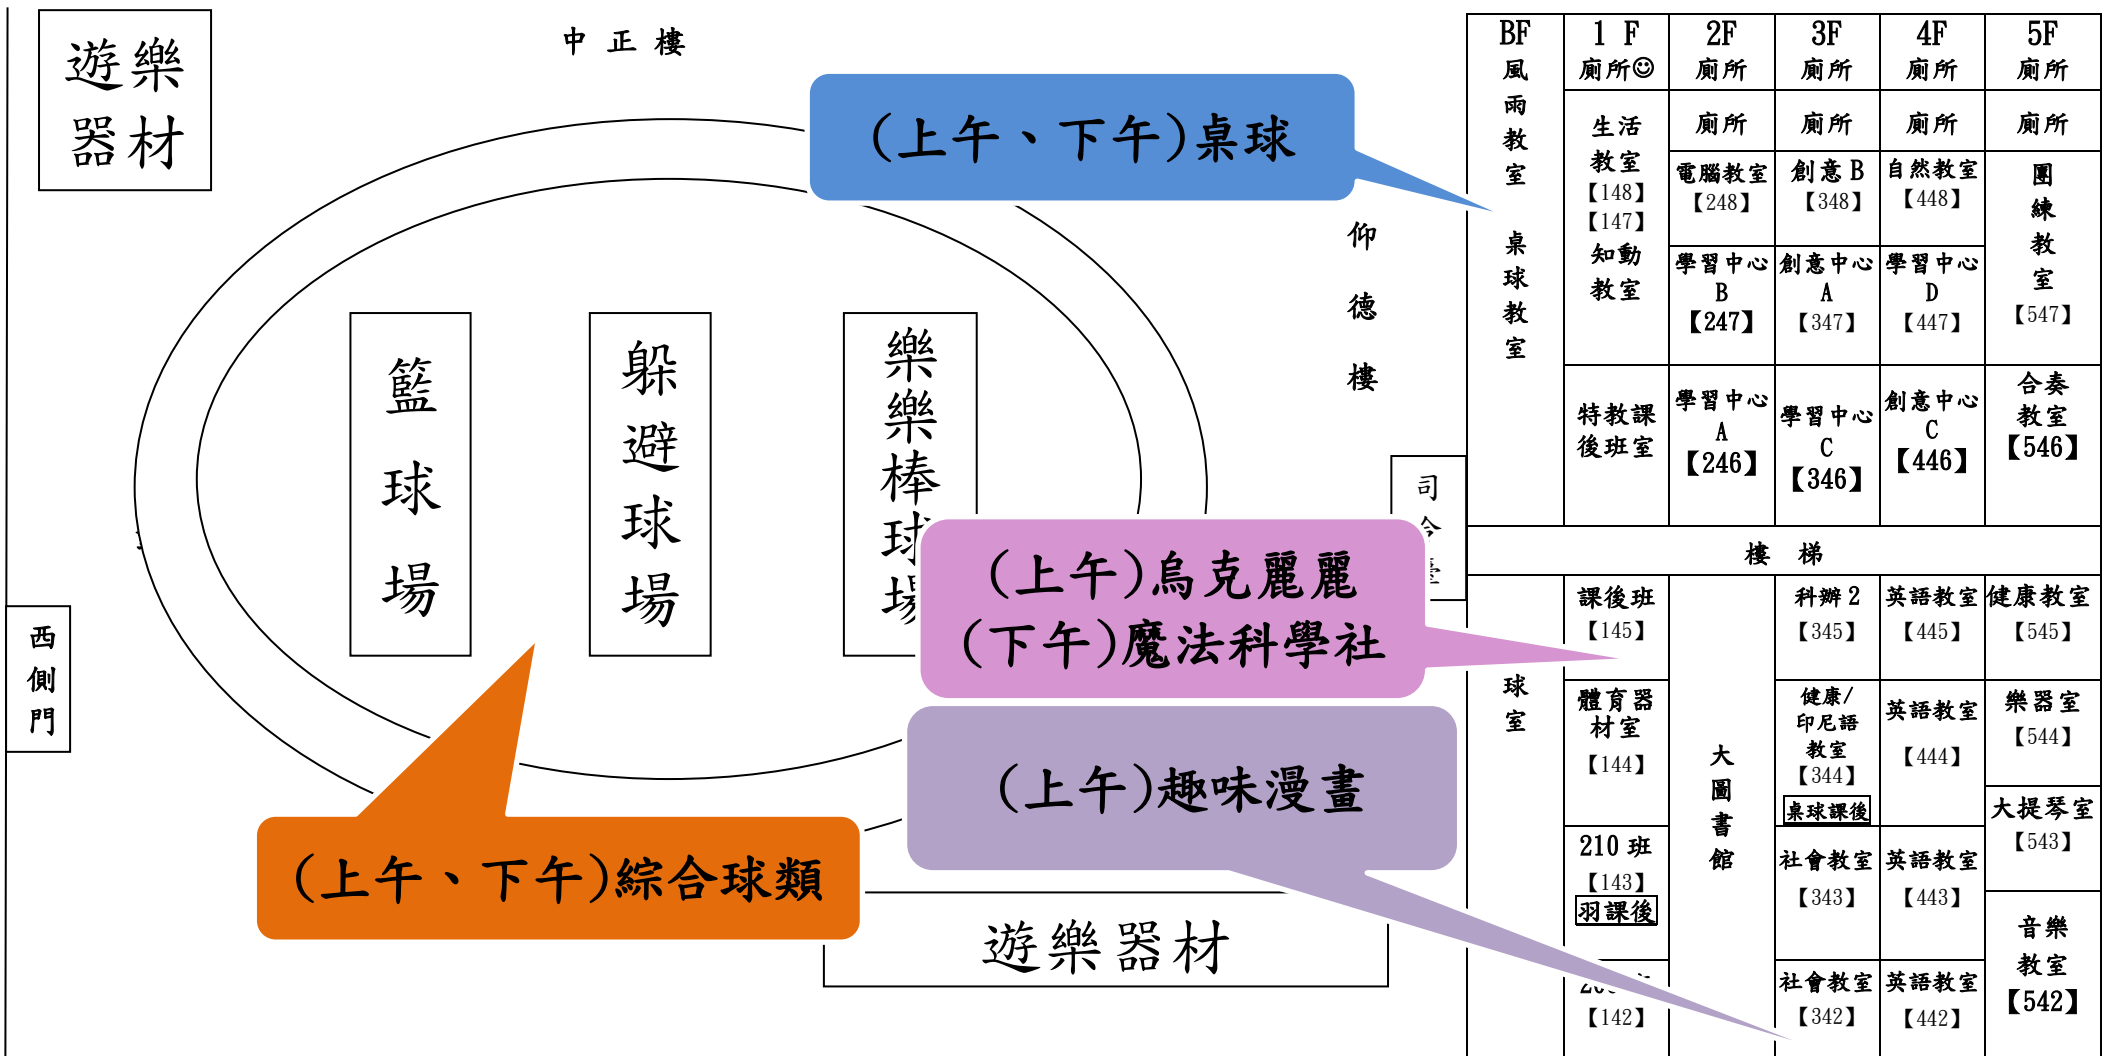 遊樂
器材
中正樓
(上午、下午)桌球
仰德樓
籃球場
躲避球場
樂樂棒球場
司
西側門
(上午)烏克麗麗
(下午)魔法科學社
(上午)趣味漫畫
(上午、下午)綜合球類
遊樂器材
BF
風雨教室 桌球教室
1 F
廁所☺
2F
廁所
3F
廁所
4F
廁所
5F
廁所
生活
教室
【148】
【147】
知動
教室
廁所
廁所
廁所
廁所
電腦教室
【248】
創意 B
【348】
自然教室
【448】
團練教室
【547】
學習中心
B
【247】
創意中心
A
【347】
學習中心
D
【447】
特教課
後班室
學習中心
A
【246】
學習中心
C
【346】
創意中心
C
【446】
合奏
教室
【546】
樓 梯
球室
課後班
【145】
大圖書館
科辦 2
【345】
英語教室
【445】
健康教室
【545】
體育器
材室
【144】
健康/
印尼語
教室
【344】
桌球課後
英語教室
【444】
樂器室
【544】
大提琴室
【543】
210 班
【143】
羽課後
社會教室
【343】
英語教室
【443】
音樂
教室
【542】
【142】
社會教室
【342】
英語教室
【442】